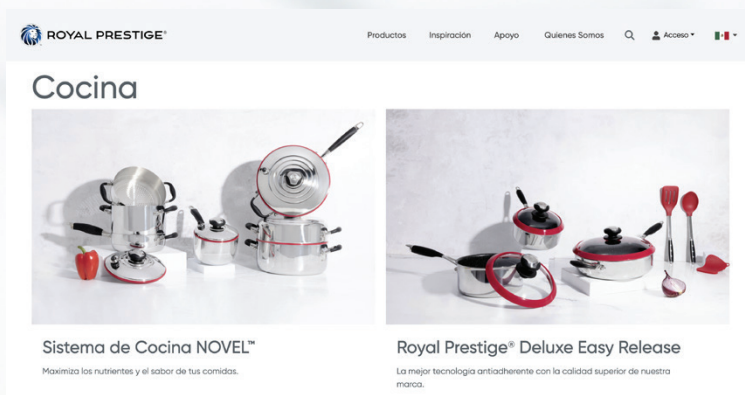 ROYAL PRESTIGE®
Productos Inspiración Apoyo Quienes Somos Acceso
Cocina
Sistema de Cocina NOVEL™
Maximiza los nutrientes y el sabor de tus comidas.
Royal Prestige® Deluxe Easy Release
La mejor tecnología antiadherente con la calidad superior de nuestra
marca.